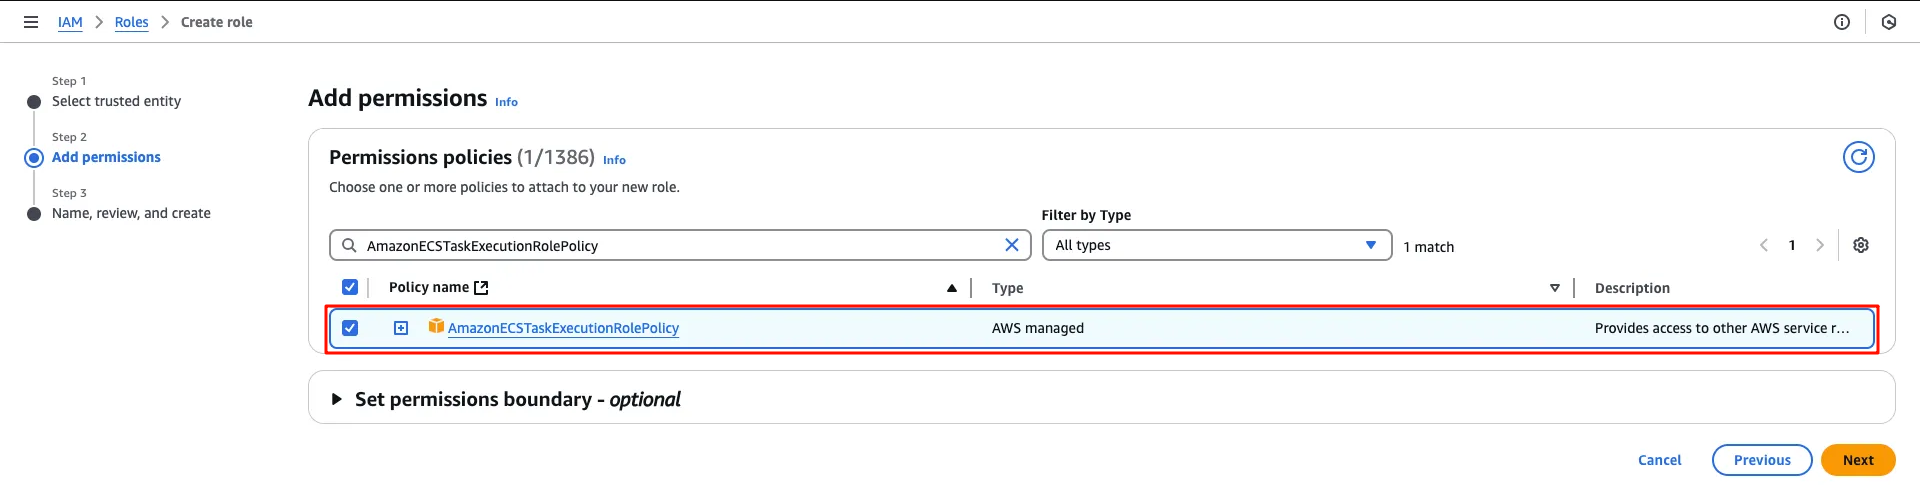 IAM > Roles > Create role
Step 1
Select trusted entity
Step 2
Add permissions
Step 3
Name, review, and create
Add permissions Info
Permissions policies (1/1386) Info
Choose one or more policies to attach to your new role.
Filter by Type
AmazonECSTaskExecutionRolePolicy
All types
1 match
1
Policy name
Type
Description
AmazonECSTaskExecutionRolePolicy
AWS managed
Provides access to other AWS service r...
Set permissions boundary - optional
Cancel
Previous
Next